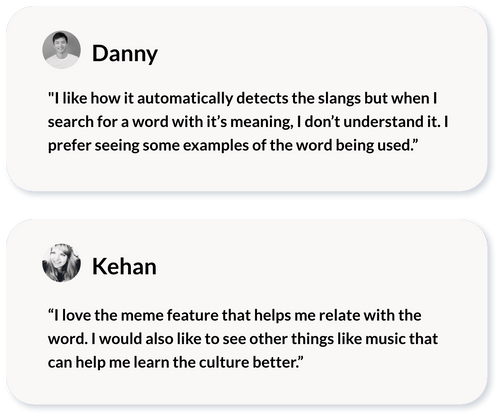 Danny
"I like how it automatically detects the slangs but when I
search for a word with it’s meaning, I don’t understand it. I
prefer seeing some examples of the word being used.”
Kehan
“I love the meme feature that helps me relate with the
word. I would also like to see other things like music that
can help me learn the culture better.”